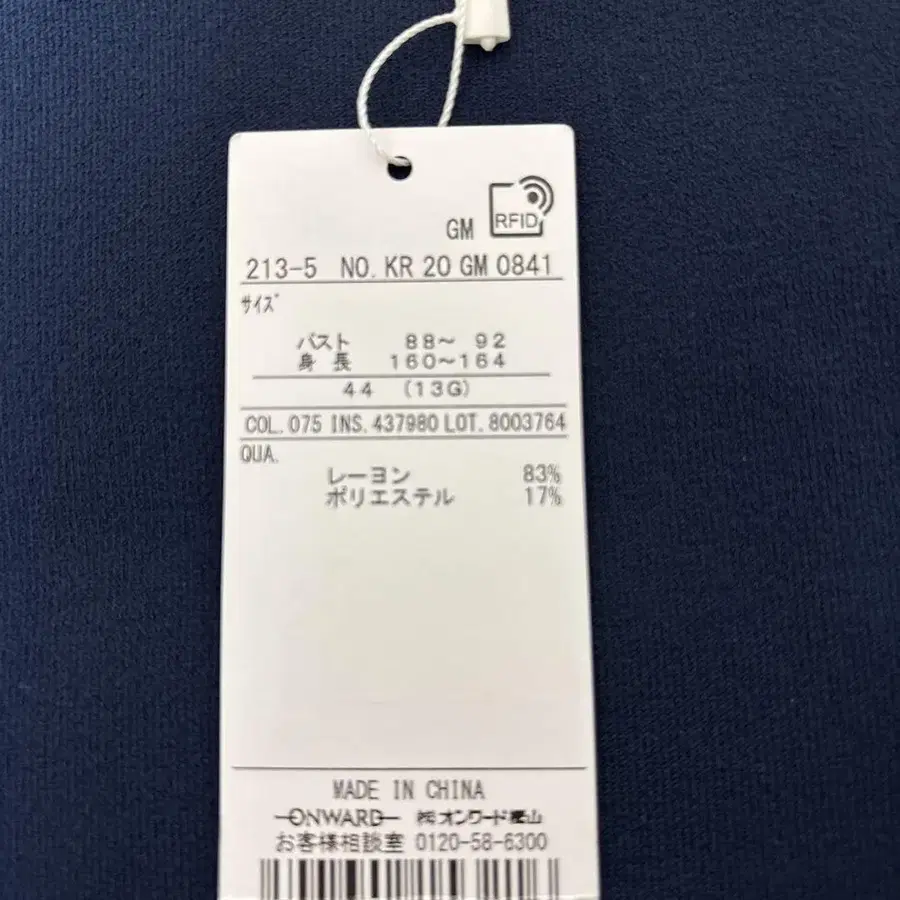 GM RFID
213-5 NO. KR 20 GM 0841
サイズ
バスト 88～ 92
身長 160～164
44 (13G)
COL. 075 INS. 437980 LOT. 8003764
QUA.
レーヨン 83%
ポリエステル 17%
MADE IN CHINA
ONWARD ㈱オンワード樫山
お客様相談室 0120-58-6300